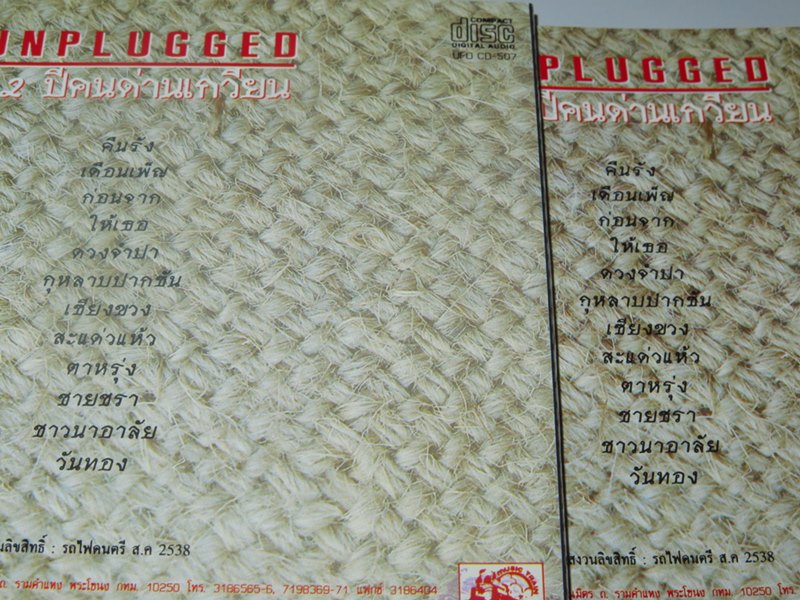 UNPLUGGED
.2 ปีคนด่านเกวียน
COMPACT
disc
DIGITAL AUDIO
UFO CD-507
คืนรัง
เดือนเพ็ญ
ก่อนจาก
ให้เธอ
ดวงจำปา
กุหลาบปากซัน
เชียงขวง
สะแด่วแห้ว
ตาหรุ่ง
ชายชรา
ชาวนาอาลัย
วันทอง
นลิขสิทธิ์ : รถไฟดนตรี ส.ค 2538
ถ. รามคำแหง พระโขนง กทม. 10250 โทร. 3186565-6, 7198369-71 แฟกซ์ 3186404
MUSIC TRAIN
PLUGGED
ปีคนด่านเกวียน
คืนรัง
เดือนเพ็ญ
ก่อนจาก
ให้เธอ
ดวงจำปา
กุหลาบปากซัน
เชียงขวง
สะแด่วแห้ว
ตาหรุ่ง
ชายชรา
ชาวนาอาลัย
วันทอง
สงวนลิขสิทธิ์ : รถไฟดนตรี ส.ค 2538
นมิตร ถ. รามคำแหง พระโขนง กทม. 10250 โทร.